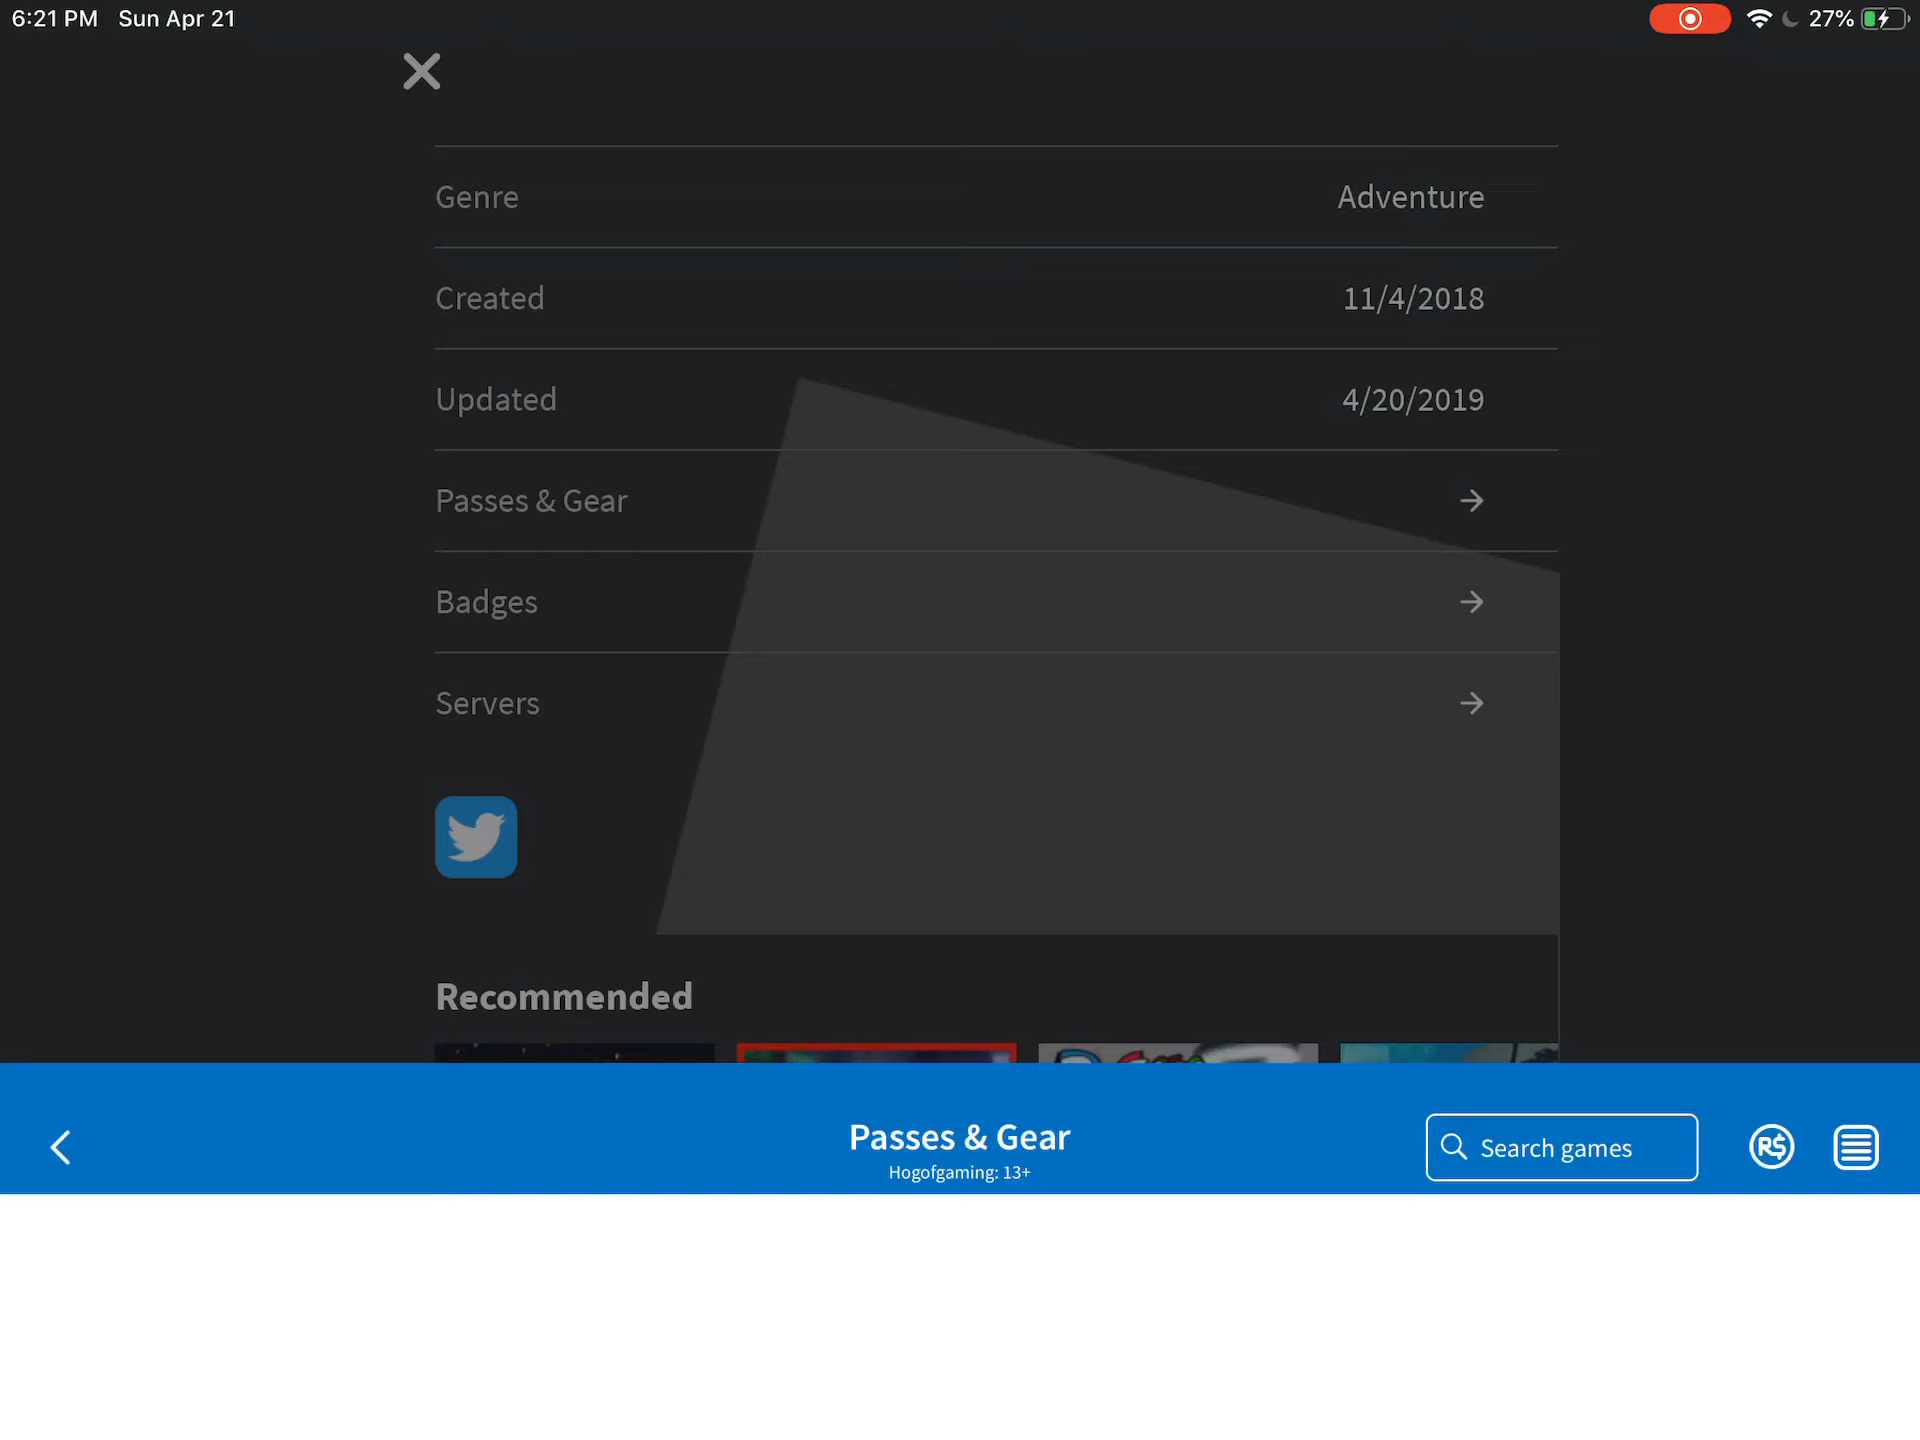 6:21 PM Sun Apr 21
27%
Genre
Adventure
Created
11/4/2018
Updated
4/20/2019
Passes & Gear
Badges
Servers
Recommended
Passes & Gear
Hogofgaming: 13+
Search games
R$